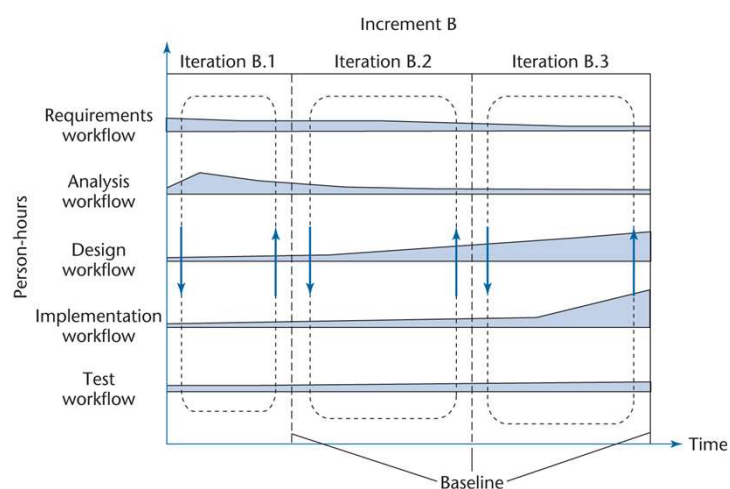 Increment B
Iteration B.1
Iteration B.2
Iteration B.3
Person-hours
Requirements
workflow
Analysis
workflow
Design
workflow
Implementation
workflow
Test
workflow
Time
Baseline